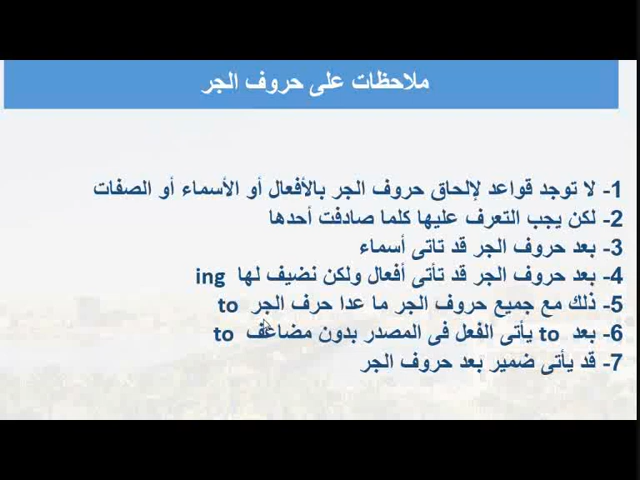 ملاحظات على حروف الجر
1- لا توجد قواعد لإلحاق حروف الجر بالأفعال أو الأسماء أو الصفات
2- لكن يجب التعرف عليها كلما صادفت أحدها
3- بعد حروف الجر قد تاتى أسماء
4- بعد حروف الجر قد تأتى أفعال ولكن نضيف لها ing
5- ذلك مع جميع حروف الجر ما عدا حرف الجر to
6- بعد to يأتى الفعل فى المصدر بدون مضاعف to
7- قد يأتى ضمير بعد حروف الجر